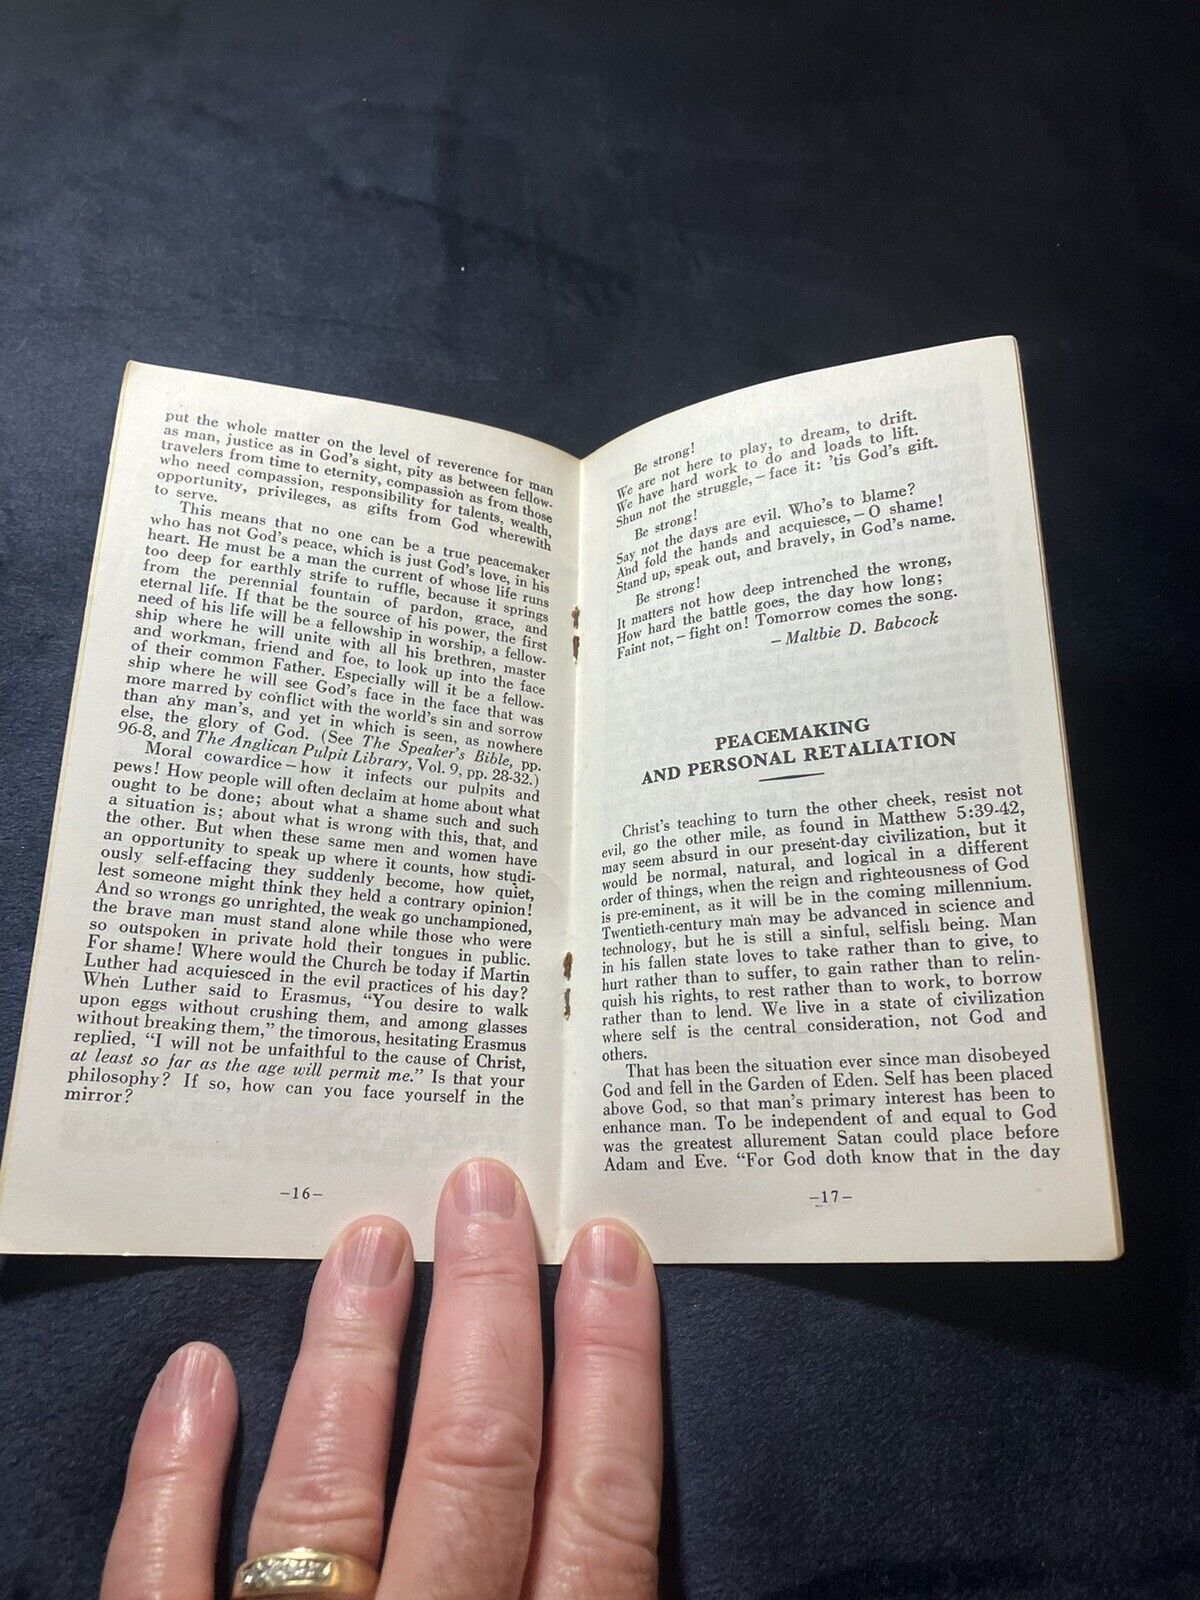 put the whole matter on the level of reverence for man
as man, justice as in God's sight, pity as between fellow-
travelers from time to eternity, compassion as from those
who need compassion, responsibility for talents, wealth,
opportunity, privileges, as gifts from God wherewith
to serve.
This means that no one can be a true peacemaker
who has not God's peace, which is just God's love, in his
heart. He must be a man the current of whose life runs
too deep for earthly strife to ruffle, because it springs
from the perennial fountain of pardon, grace, and
eternal life. If that be the source of his power, the first
need of his life will be a fellowship in worship, a fellow-
ship where he will unite with all his brethren, master
and workman, friend and foe, to look up into the face
of their common Father. Especially will it be a fellow-
ship where he will see God's face in the face that was
more marred by conflict with the world's sin and sorrow
than any man's, and yet in which is seen, as nowhere
else, the glory of God. (See The Speaker's Bible, pp.
96-8, and The Anglican Pulpit Library, Vol. 9, pp. 28-32.)
Moral cowardice – how it infects our pulpits and
pews! How people will often declaim at home about what
ought to be done; about what a shame such and such
a situation is; about what is wrong with this, that, and
the other. But when these same men and women have
an opportunity to speak up where it counts, how studi-
ously self-effacing they suddenly become, how quiet,
lest someone might think they held a contrary opinion!
And so wrongs go unrighted, the weak go unchampioned,
the brave man must stand alone while those who were
so outspoken in private hold their tongues in public.
For shame! Where would the Church be today if Martin
Luther had acquiesced in the evil practices of his day?
When Luther said to Erasmus, "You desire to walk
upon eggs without crushing them, and among glasses
without breaking them," the timorous, hesitating Erasmus
replied, "I will not be unfaithful to the cause of Christ,
at least so far as the age will permit me." Is that your
philosophy? If so, how can you face yourself in the
mirror?
–16–
Be strong!
We are not here to play, to dream, to drift.
We have hard work to do and loads to lift.
Shun not the struggle, – face it: 'tis God's gift.
Be strong!
Say not the days are evil. Who's to blame?
And fold the hands and acquiesce, – O shame!
Stand up, speak out, and bravely, in God's name.
Be strong!
It matters not how deep intrenched the wrong,
How hard the battle goes, the day how long;
Faint not, – fight on! Tomorrow comes the song.
– Maltbie D. Babcock
PEACEMAKING
AND PERSONAL RETALIATION
Christ's teaching to turn the other cheek, resist not
evil, go the other mile, as found in Matthew 5:39-42,
may seem absurd in our present-day civilization, but it
would be normal, natural, and logical in a different
order of things, when the reign and righteousness of God
is pre-eminent, as it will be in the coming millennium.
Twentieth-century man may be advanced in science and
technology, but he is still a sinful, selfish being. Man
in his fallen state loves to take rather than to give, to
hurt rather than to suffer, to gain rather than to relin-
quish his rights, to rest rather than to work, to borrow
rather than to lend. We live in a state of civilization
where self is the central consideration, not God and
others.
That has been the situation ever since man disobeyed
God and fell in the Garden of Eden. Self has been placed
above God, so that man's primary interest has been to
enhance man. To be independent of and equal to God
was the greatest allurement Satan could place before
Adam and Eve. "For God doth know that in the day
–17–